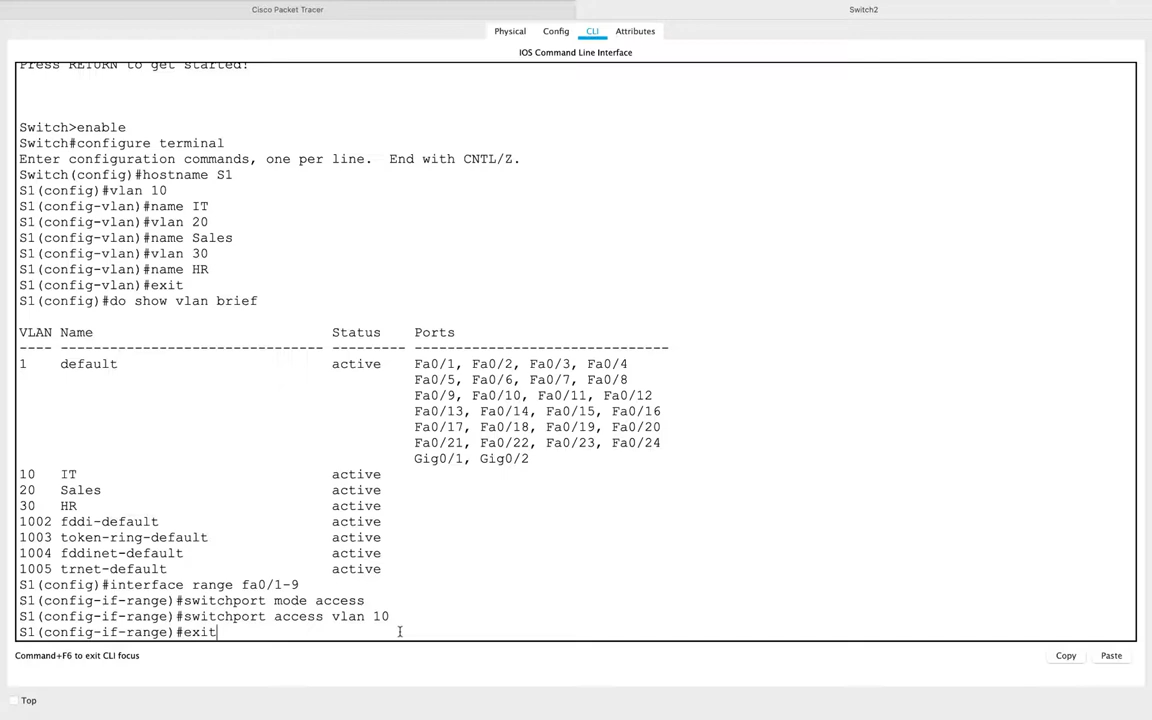 Cisco Packet Tracer
Switch2
Physical
Config
CLI
Attributes
IOS Command Line Interface
Press RETURN to get started!
Switch>enable
Switch#configure terminal
Enter configuration commands, one per line.  End with CNTL/Z.
Switch(config)#hostname S1
S1(config)#vlan 10
S1(config-vlan)#name IT
S1(config-vlan)#vlan 20
S1(config-vlan)#name Sales
S1(config-vlan)#vlan 30
S1(config-vlan)#name HR
S1(config-vlan)#exit
S1(config)#do show vlan brief
VLAN Name                             Status    Ports
---- -------------------------------- --------- -------------------------------
1    default                          active    Fa0/1, Fa0/2, Fa0/3, Fa0/4
Fa0/5, Fa0/6, Fa0/7, Fa0/8
Fa0/9, Fa0/10, Fa0/11, Fa0/12
Fa0/13, Fa0/14, Fa0/15, Fa0/16
Fa0/17, Fa0/18, Fa0/19, Fa0/20
Fa0/21, Fa0/22, Fa0/23, Fa0/24
Gig0/1, Gig0/2
10   IT                               active
20   Sales                            active
30   HR                               active
1002 fddi-default                     active
1003 token-ring-default               active
1004 fddinet-default                  active
1005 trnet-default                    active
S1(config)#interface range fa0/1-9
S1(config-if-range)#switchport mode access
S1(config-if-range)#switchport access vlan 10
S1(config-if-range)#exit
Command+F6 to exit CLI focus
Copy
Paste
Top